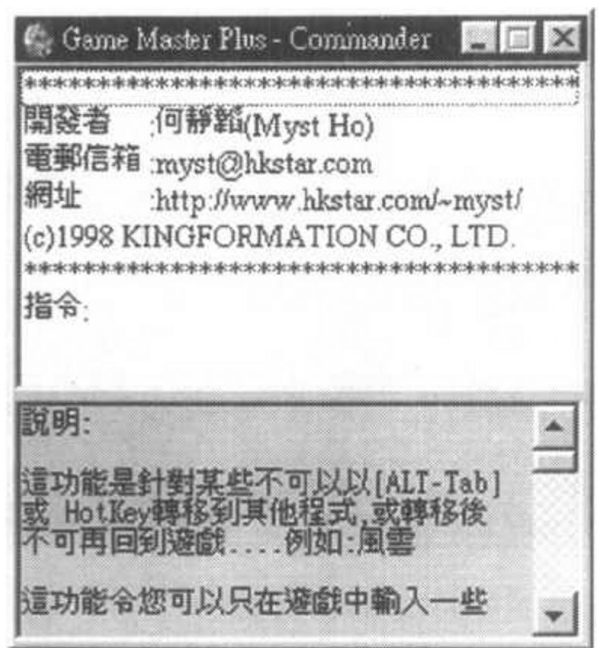 Game Master Plus - Commander
**************************************
開發者 :何靜韜(Myst Ho)
電郵信箱 :myst@hkstar.com
網址 :http://www.hkstar.com/~myst/
(c)1998 KINGFORMATION CO., LTD.
**************************************
指令:
說明:
這功能是針對某些不可以以[ALT-Tab]
或 HotKey轉移到其他程式,或轉移後
不可再回到遊戲....例如:風雲
這功能令您可以只在遊戲中輸入一些